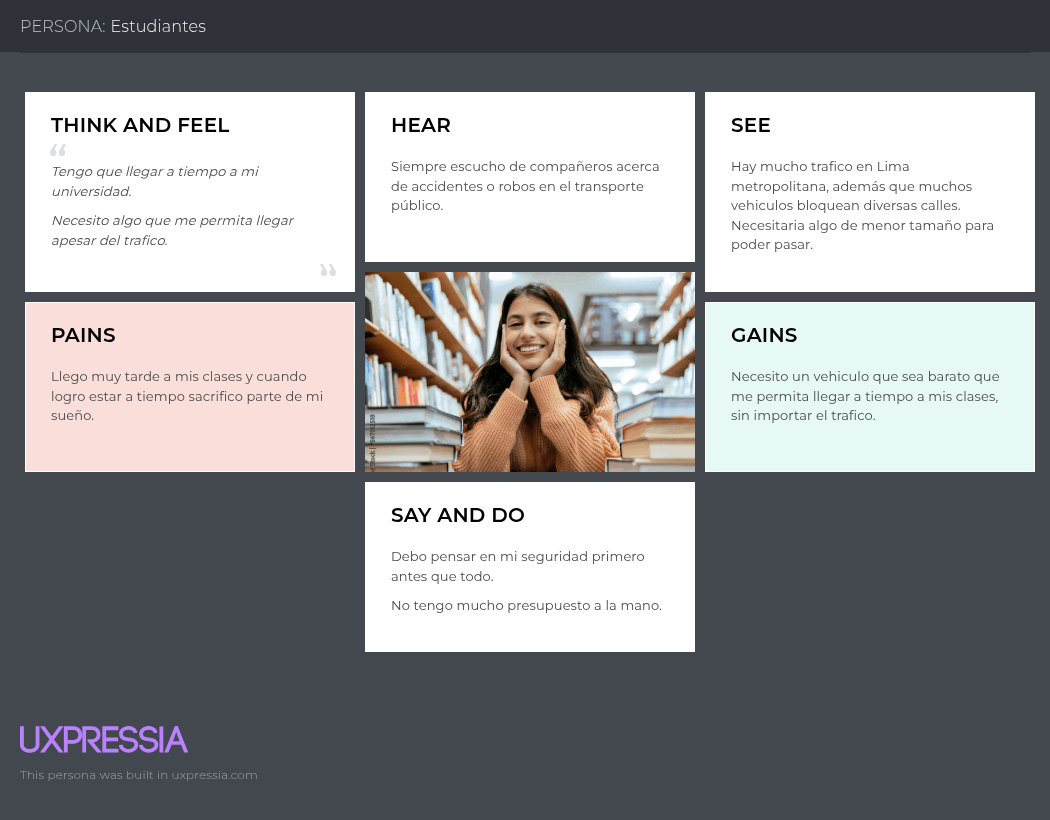 PERSONA: Estudiantes
THINK AND FEEL
“
Tengo que llegar a tiempo a mi
universidad.
Necesito algo que me permita llegar
apesar del trafico.
”
HEAR
Siempre escucho de compañeros acerca
de accidentes o robos en el transporte
público.
SEE
Hay mucho trafico en Lima
metropolitana, además que muchos
vehiculos bloquean diversas calles.
Necesitaria algo de menor tamaño para
poder pasar.
PAINS
Llego muy tarde a mis clases y cuando
logro estar a tiempo sacrifico parte de mi
sueño.
GAINS
Necesito un vehiculo que sea barato que
me permita llegar a tiempo a mis clases,
sin importar el trafico.
SAY AND DO
Debo pensar en mi seguridad primero
antes que todo.
No tengo mucho presupuesto a la mano.
UXPRESSIA
This persona was built in uxpressia.com